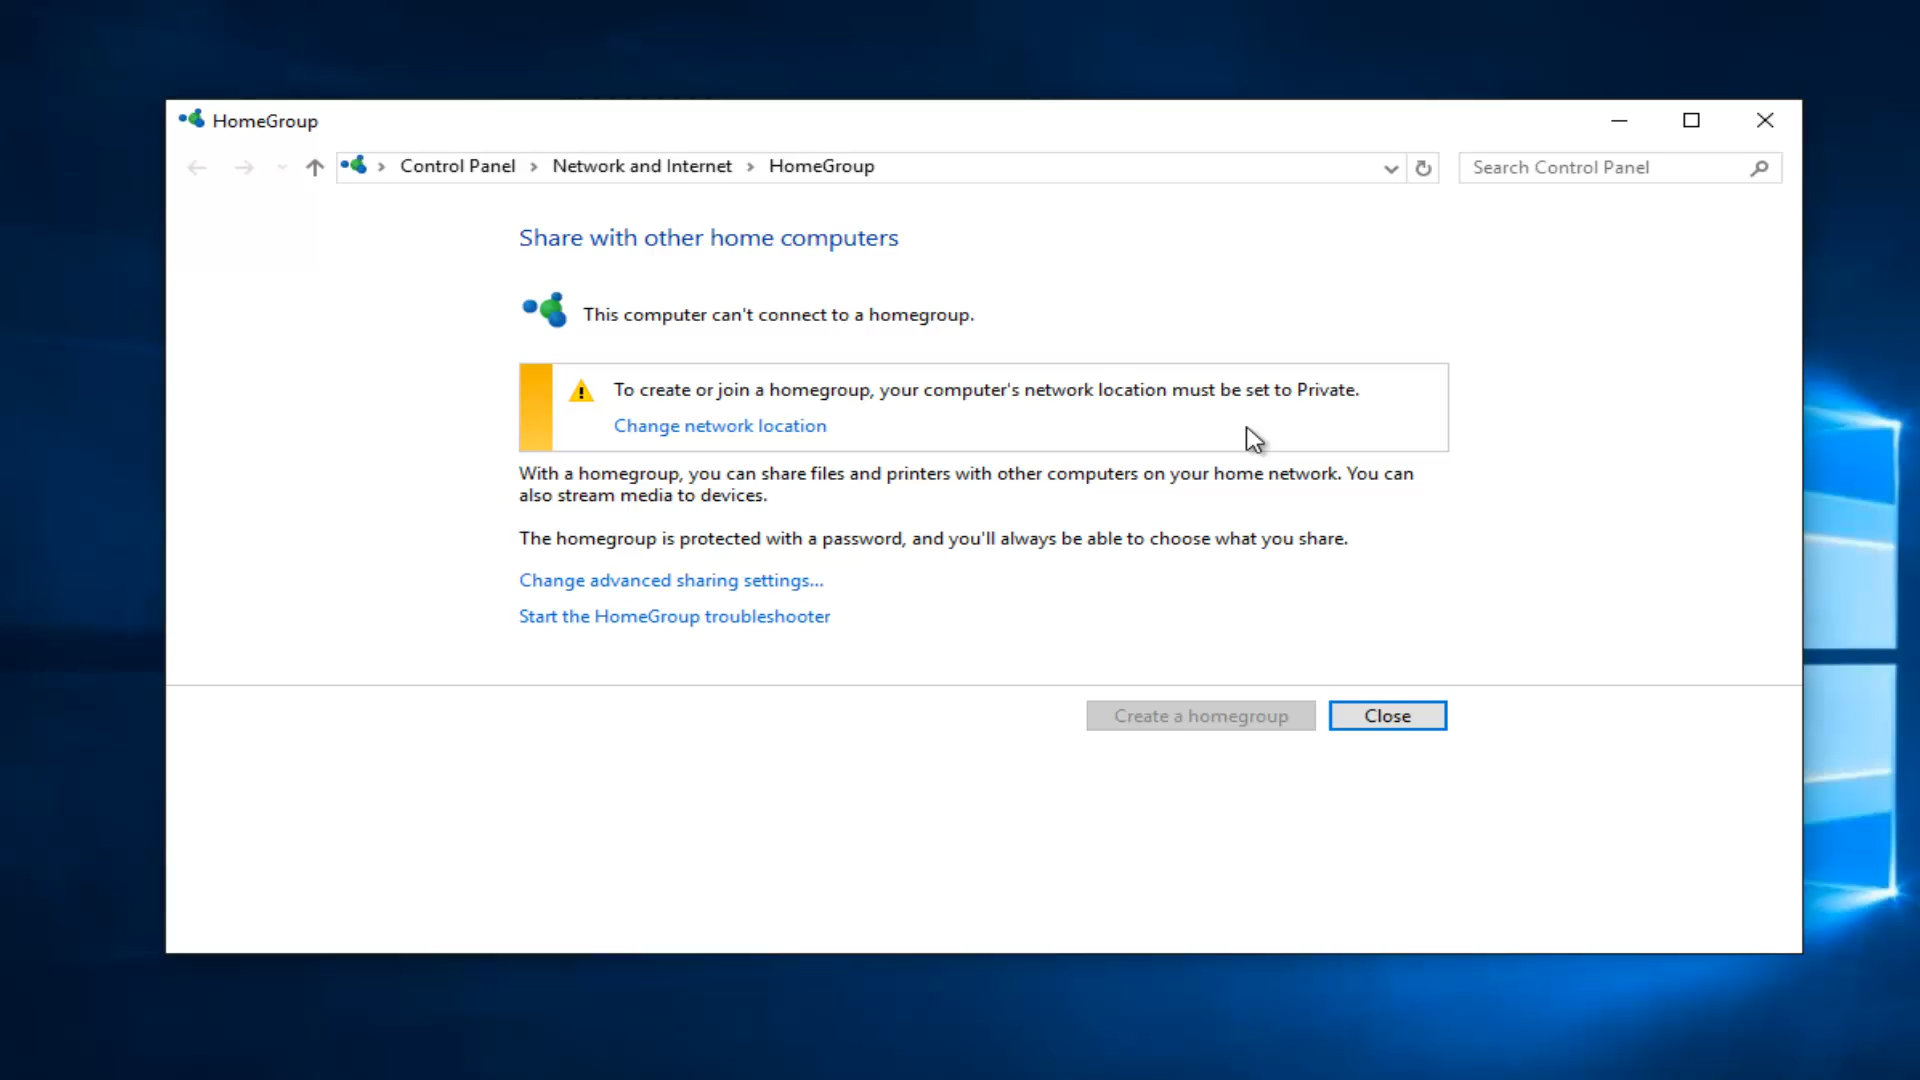 HomeGroup
Control Panel > Network and Internet > HomeGroup
Search Control Panel
Share with other home computers
This computer can't connect to a homegroup.
To create or join a homegroup, your computer's network location must be set to Private.
Change network location
With a homegroup, you can share files and printers with other computers on your home network. You can
also stream media to devices.
The homegroup is protected with a password, and you'll always be able to choose what you share.
Change advanced sharing settings...
Start the HomeGroup troubleshooter
Create a homegroup
Close